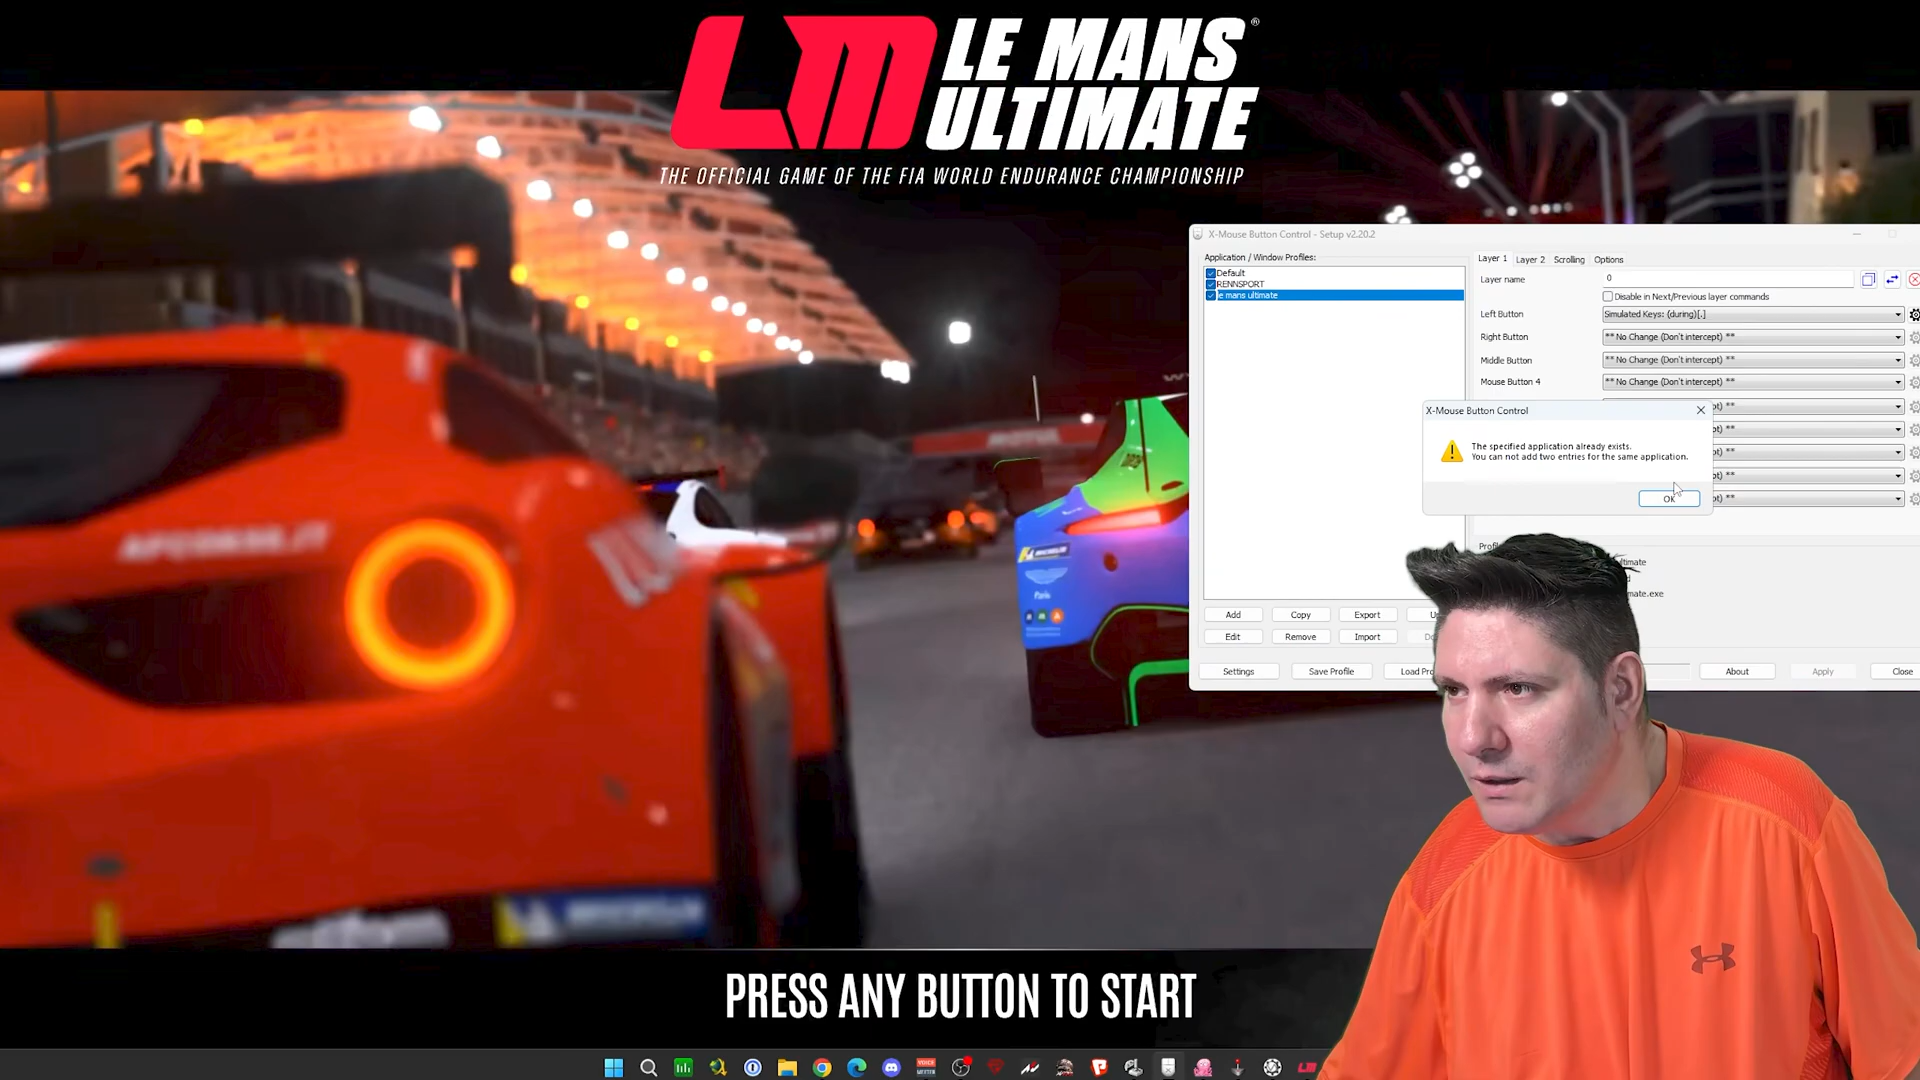 LE MANS
ULTIMATE
THE OFFICIAL GAME OF THE FIA WORLD ENDURANCE CHAMPIONSHIP
X-Mouse Button Control - Setup v2.20.2
Application / Window Profiles:
Default
RENNSPORT
le mans ultimate
Layer 1
Layer 2
Scrolling
Options
Layer name
0
Disable in Next/Previous layer commands
Left Button
Simulated Keys: (during)[,]
Right Button
** No Change (Don't intercept) **
Middle Button
** No Change (Don't intercept) **
Mouse Button 4
** No Change (Don't intercept) **
X-Mouse Button Control
The specified application already exists.
You can not add two entries for the same application.
OK
Add
Copy
Export
Edit
Remove
Import
Settings
Save Profile
Load
About
Apply
Close
PRESS ANY BUTTON TO START